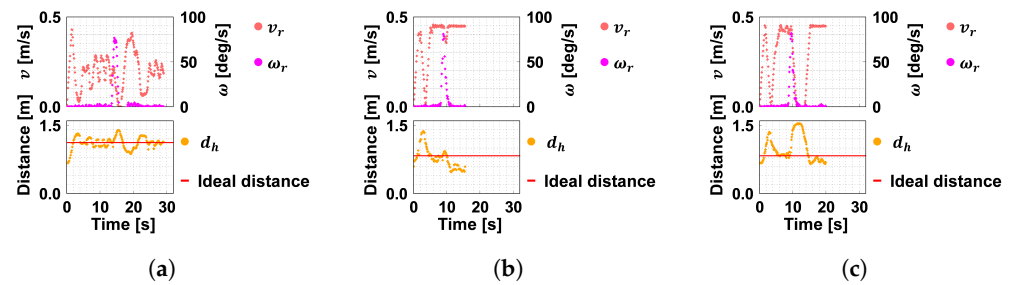 0.5 100 0.5 100 0.5 100
v [m/s] ω [deg/s] v_r v [m/s] ω [deg/s] v_r v [m/s] ω [deg/s] v_r
50 ω_r 50 ω_r 50 ω_r
0.0 0 0.0 0 0.0 0
1.5 1.5 1.5
Distance [m] d_h Distance [m] d_h Distance [m] d_h
Ideal distance Ideal distance Ideal distance
0.0 0.0 0.0
0 10 20 30 0 10 20 30 0 10 20 30
Time [s] Time [s] Time [s]
(a) (b) (c)